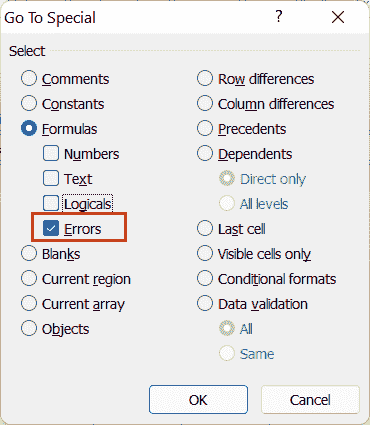 Go To Special ?
Select
Comments
Constants
Formulas
Numbers
Text
Logicals
Errors
Blanks
Current region
Current array
Objects
Row differences
Column differences
Precedents
Dependents
Direct only
All levels
Last cell
Visible cells only
Conditional formats
Data validation
All
Same
OK
Cancel